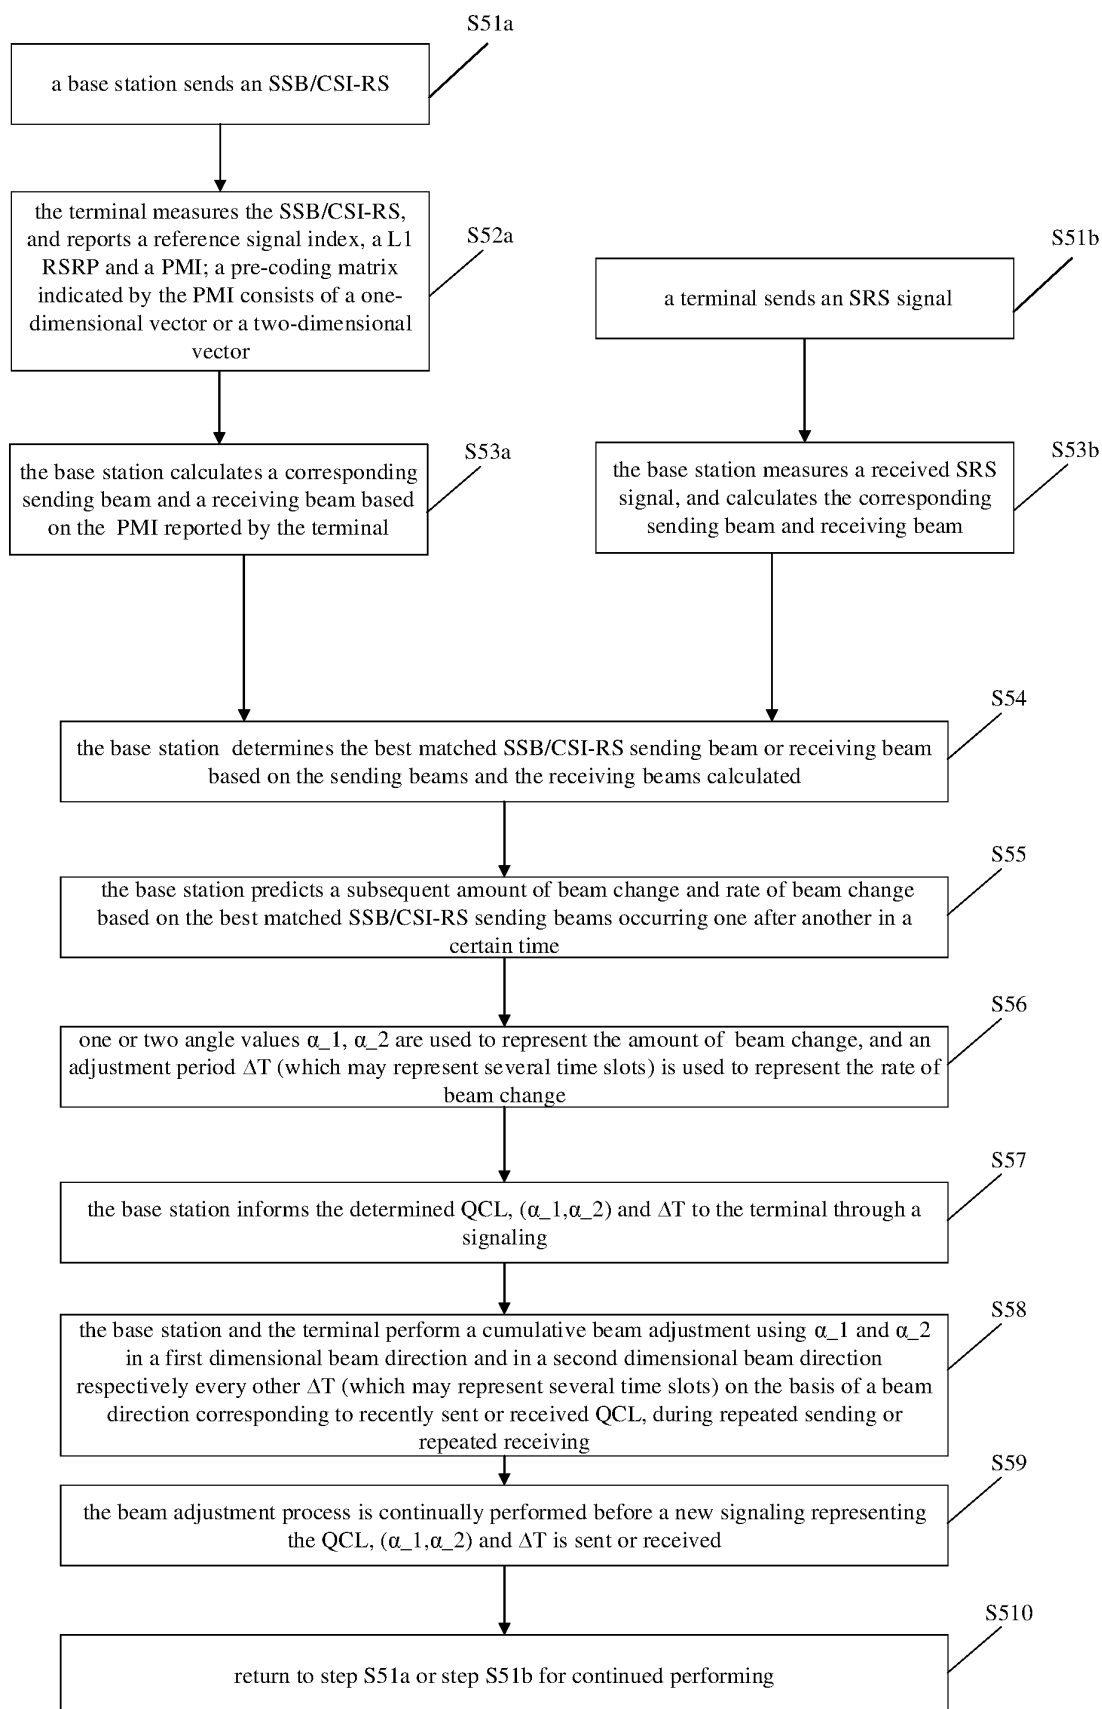 S51a
a base station sends an SSB/CSI-RS
the terminal measures the SSB/CSI-RS,
and reports a reference signal index, a L1
RSRP and a PMI; a pre-coding matrix
indicated by the PMI consists of a one-
dimensional vector or a two-dimensional
vector
S52a
S51b
a terminal sends an SRS signal
the base station calculates a corresponding
sending beam and a receiving beam based
on the PMI reported by the terminal
S53a
the base station measures a received SRS
signal, and calculates the corresponding
sending beam and receiving beam
S53b
S54
the base station determines the best matched SSB/CSI-RS sending beam or receiving beam
based on the sending beams and the receiving beams calculated
S55
the base station predicts a subsequent amount of beam change and rate of beam change
based on the best matched SSB/CSI-RS sending beams occurring one after another in a
certain time
S56
one or two angle values α_1, α_2 are used to represent the amount of beam change, and an
adjustment period ΔT (which may represent several time slots) is used to represent the rate of
beam change
S57
the base station informs the determined QCL, (α_1,α_2) and ΔT to the terminal through a
signaling
S58
the base station and the terminal perform a cumulative beam adjustment using α_1 and α_2
in a first dimensional beam direction and in a second dimensional beam direction
respectively every other ΔT (which may represent several time slots) on the basis of a beam
direction corresponding to recently sent or received QCL, during repeated sending or
repeated receiving
S59
the beam adjustment process is continually performed before a new signaling representing
the QCL, (α_1,α_2) and ΔT is sent or received
S510
return to step S51a or step S51b for continued performing